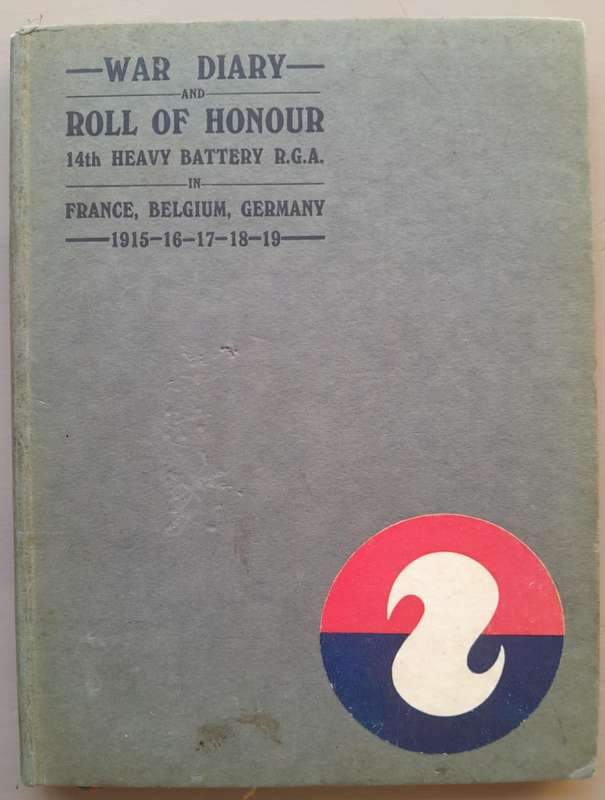 WAR DIARY
AND
ROLL OF HONOUR
14th HEAVY BATTERY R.G.A.
IN
FRANCE, BELGIUM, GERMANY
1915-16-17-18-19